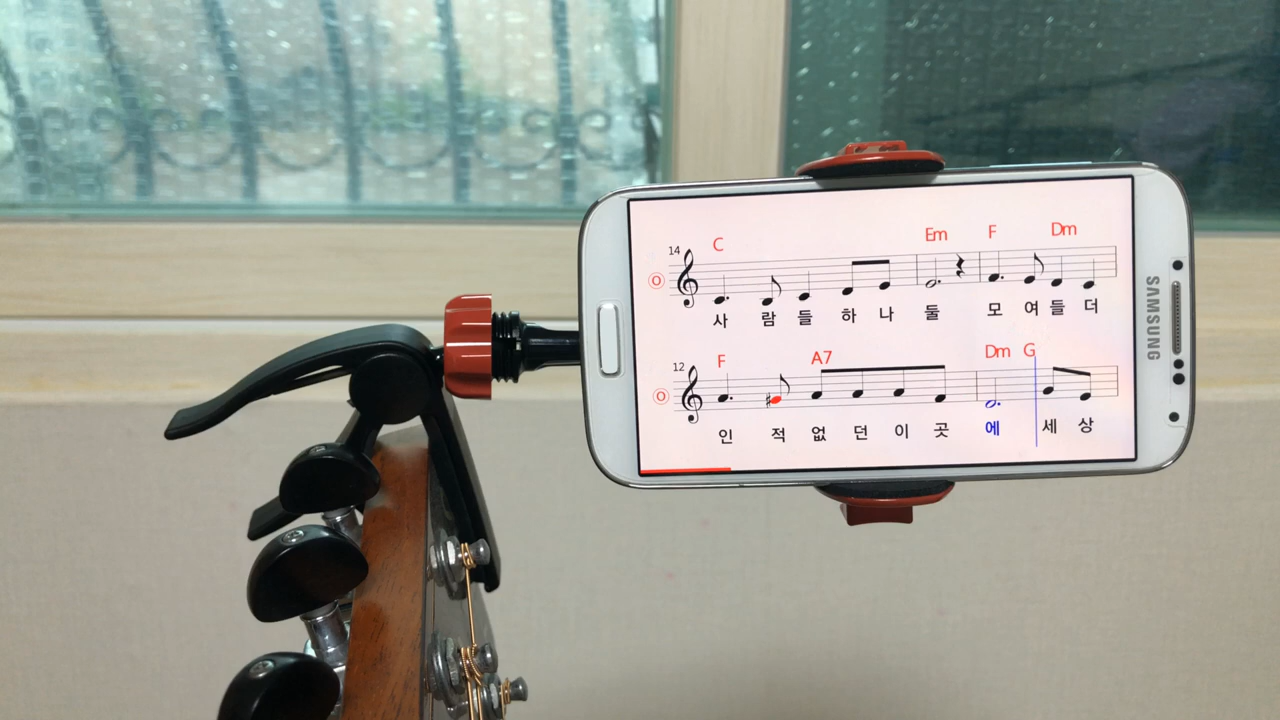 C Em F Dm
14
O
사 람 들 하 나 둘 모 여 들 더
F A7 Dm G
12
O
인 적 없 던 이 곳 에 세 상
SAMSUNG